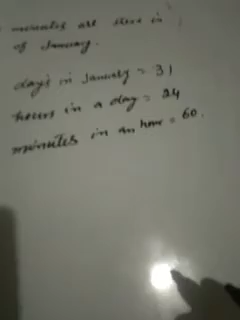 minutes are there in
of January.
days in January = 31
hours in a day = 24
minutes in an hour = 60.